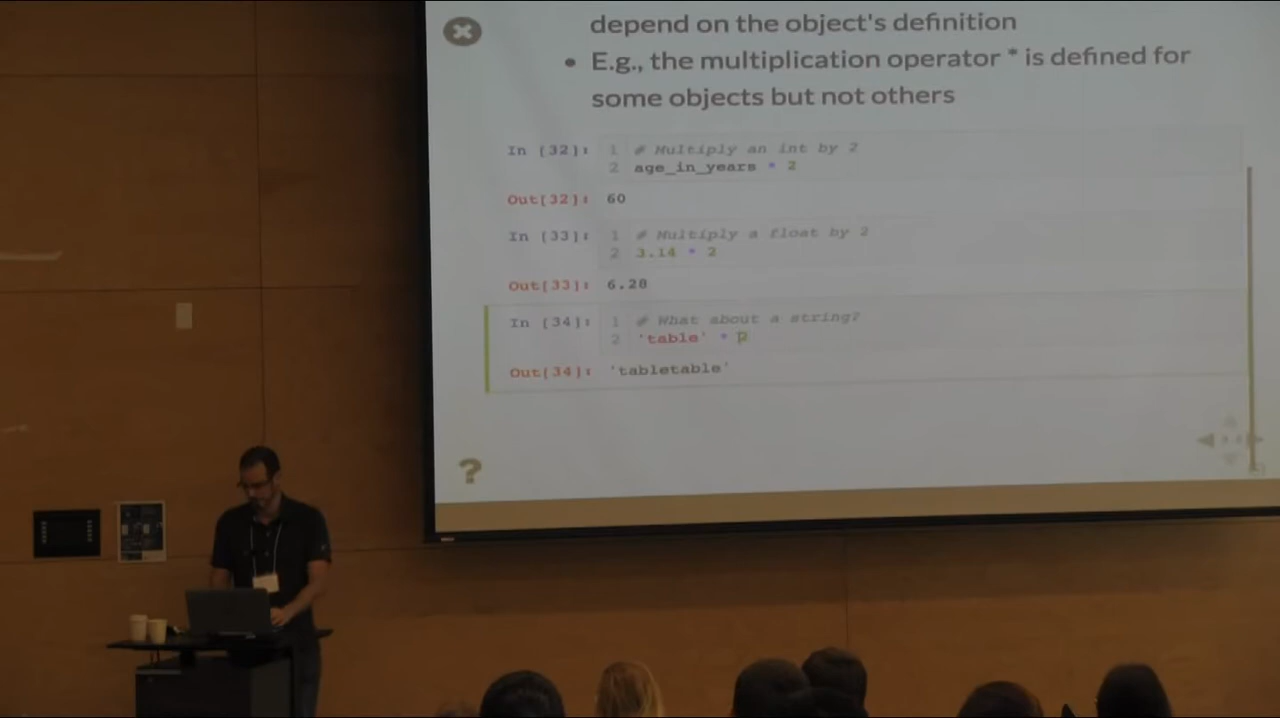 depend on the object's definition
• E.g., the multiplication operator * is defined for
some objects but not others
In [32]: 1 # Multiply an int by 2
2 age_in_years * 2
Out[32]: 60
In [33]: 1 # Multiply a float by 2
2 3.14 * 2
Out[33]: 6.28
In [34]: 1 # What about a string?
2 'table' * 2
Out[34]: 'tabletable'
?